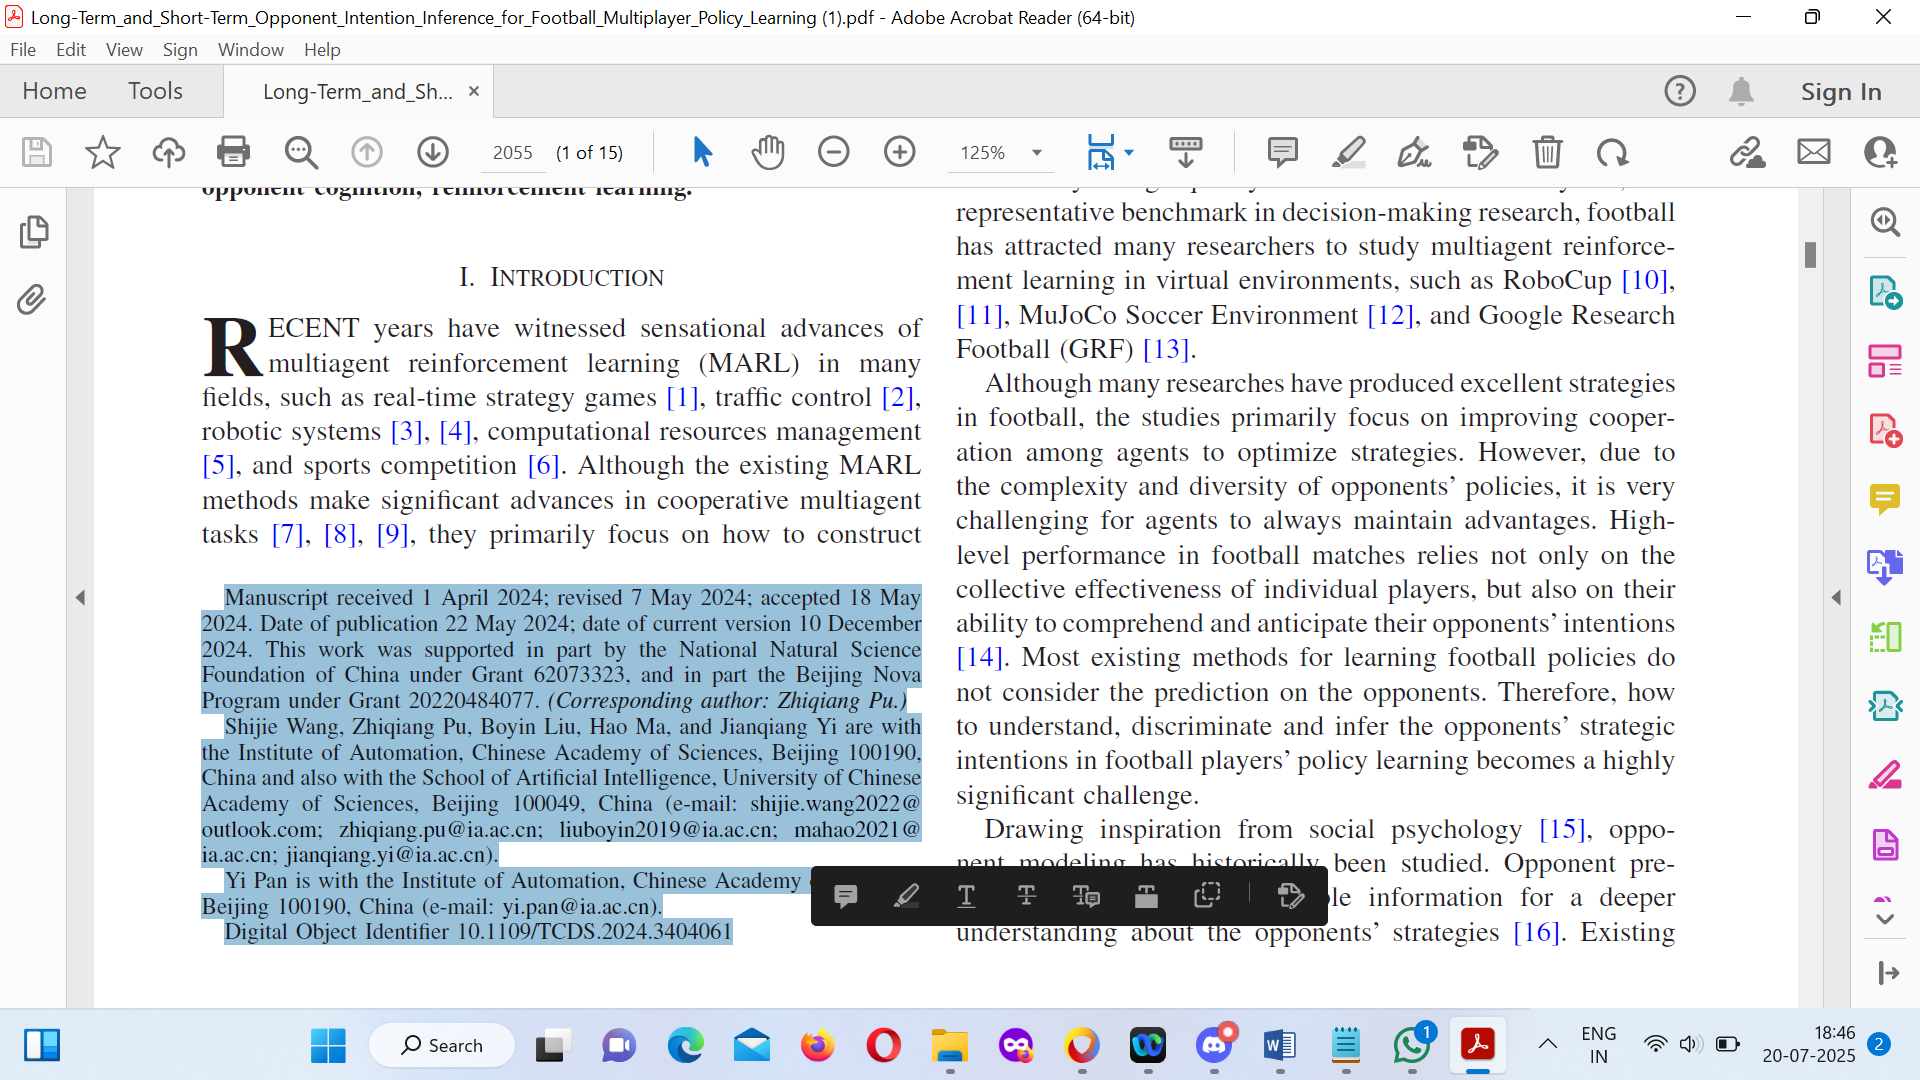 Long-Term_and_Short-Term_Opponent_Intention_Inference_for_Football_Multiplayer_Policy_Learning (1).pdf - Adobe Acrobat Reader (64-bit)
File Edit View Sign Window Help
Home Tools Long-Term_and_Sh... × Sign In
2055 (1 of 15) 125%
opponent cognition, reinforcement learning.
I. INTRODUCTION
RECENT years have witnessed sensational advances of
multiagent reinforcement learning (MARL) in many
fields, such as real-time strategy games [1], traffic control [2],
robotic systems [3], [4], computational resources management
[5], and sports competition [6]. Although the existing MARL
methods make significant advances in cooperative multiagent
tasks [7], [8], [9], they primarily focus on how to construct
Manuscript received 1 April 2024; revised 7 May 2024; accepted 18 May
2024. Date of publication 22 May 2024; date of current version 10 December
2024. This work was supported in part by the National Natural Science
Foundation of China under Grant 62073323, and in part the Beijing Nova
Program under Grant 20220484077. (Corresponding author: Zhiqiang Pu.)
Shijie Wang, Zhiqiang Pu, Boyin Liu, Hao Ma, and Jianqiang Yi are with
the Institute of Automation, Chinese Academy of Sciences, Beijing 100190,
China and also with the School of Artificial Intelligence, University of Chinese
Academy of Sciences, Beijing 100049, China (e-mail: shijie.wang2022@
outlook.com; zhiqiang.pu@ia.ac.cn; liuboyin2019@ia.ac.cn; mahao2021@
ia.ac.cn; jianqiang.yi@ia.ac.cn).
Yi Pan is with the Institute of Automation, Chinese Academy
Beijing 100190, China (e-mail: yi.pan@ia.ac.cn).
Digital Object Identifier 10.1109/TCDS.2024.3404061
representative benchmark in decision-making research, football
has attracted many researchers to study multiagent reinforce-
ment learning in virtual environments, such as RoboCup [10],
[11], MuJoCo Soccer Environment [12], and Google Research
Football (GRF) [13].
Although many researches have produced excellent strategies
in football, the studies primarily focus on improving cooper-
ation among agents to optimize strategies. However, due to
the complexity and diversity of opponents' policies, it is very
challenging for agents to always maintain advantages. High-
level performance in football matches relies not only on the
collective effectiveness of individual players, but also on their
ability to comprehend and anticipate their opponents' intentions
[14]. Most existing methods for learning football policies do
not consider the prediction on the opponents. Therefore, how
to understand, discriminate and infer the opponents' strategic
intentions in football players' policy learning becomes a highly
significant challenge.
Drawing inspiration from social psychology [15], oppo-
nent modeling has historically been studied. Opponent pre-
le information for a deeper
understanding about the opponents' strategies [16]. Existing
Search
1
ENG
IN
18:46
20-07-2025
2